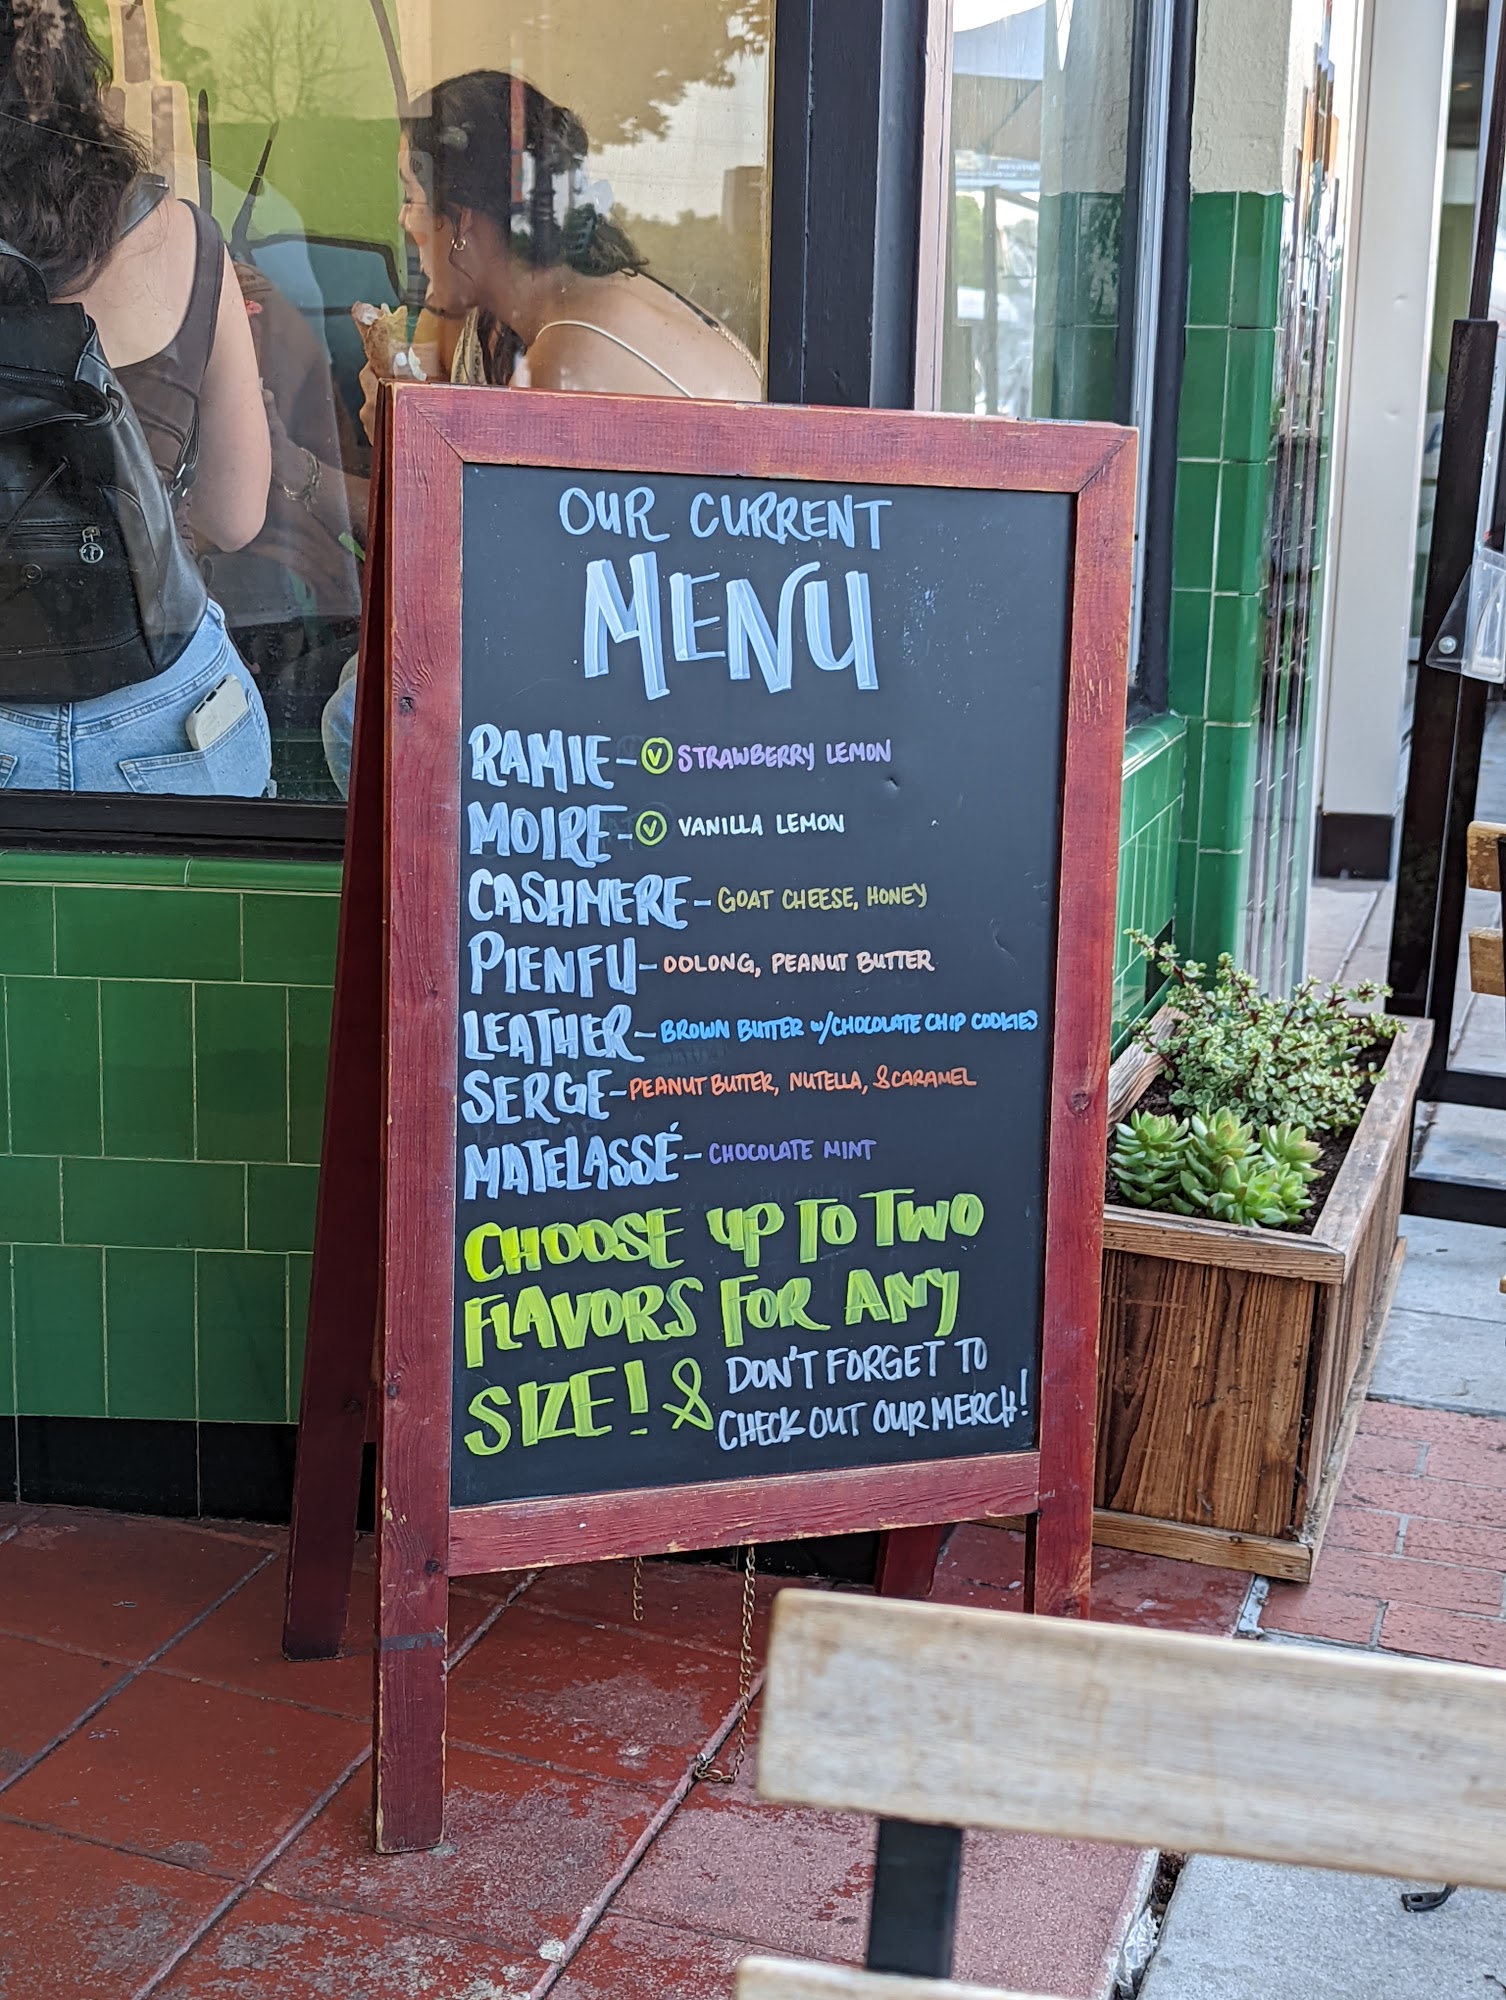 OUR CURRENT
MENU
RAMIE - V STRAWBERRY LEMON
MOIRE - V VANILLA LEMON
CASHMERE - GOAT CHEESE, HONEY
PIENFU - OOLONG, PEANUT BUTTER
LEATHER - BROWN BUTTER w/CHOCOLATE CHIP COOKIES
SERGE - PEANUT BUTTER, NUTELLA, & CARAMEL
MATELASSÉ - CHOCOLATE MINT
CHOOSE UP TO TWO
FLAVORS FOR ANY
SIZE! & DON'T FORGET TO
CHECK OUT OUR MERCH!